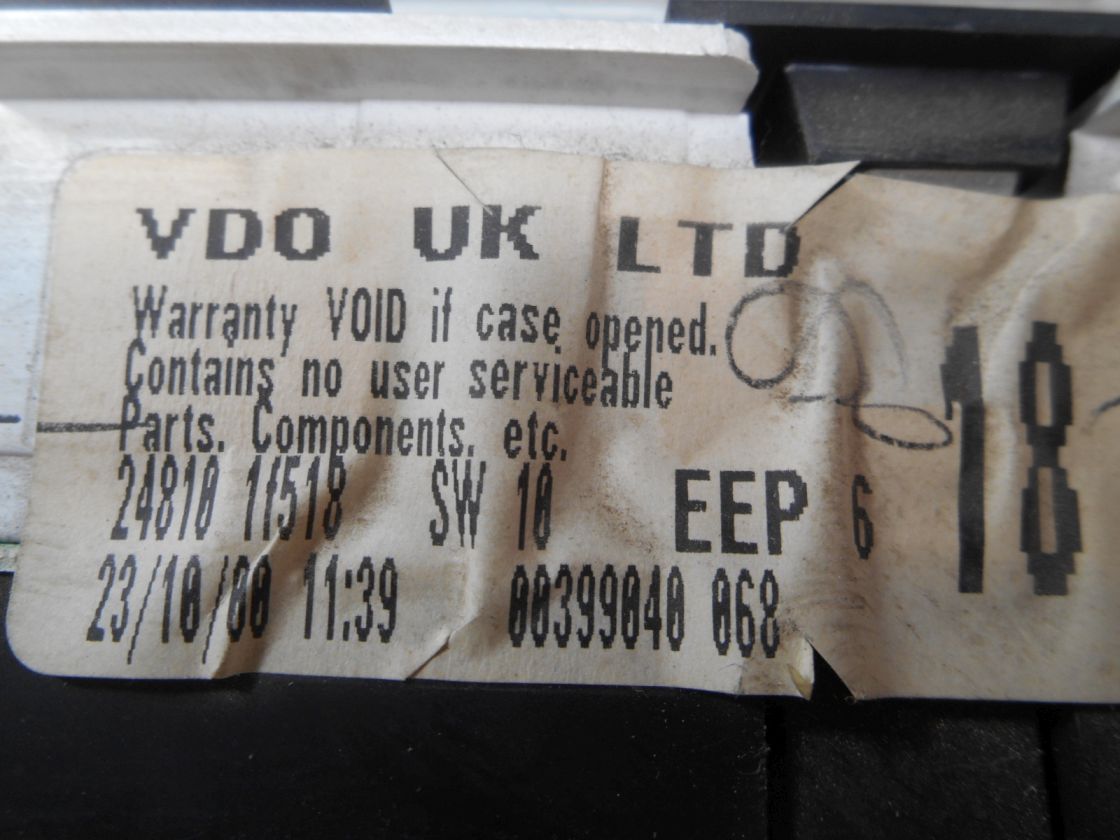 VDO UK LTD
Warranty VOID if case opened.
Contains no user serviceable
Parts. Components. etc.
24810 1f518 SW 10 EEP 6 18
23/10/00 11:39 00399040 068